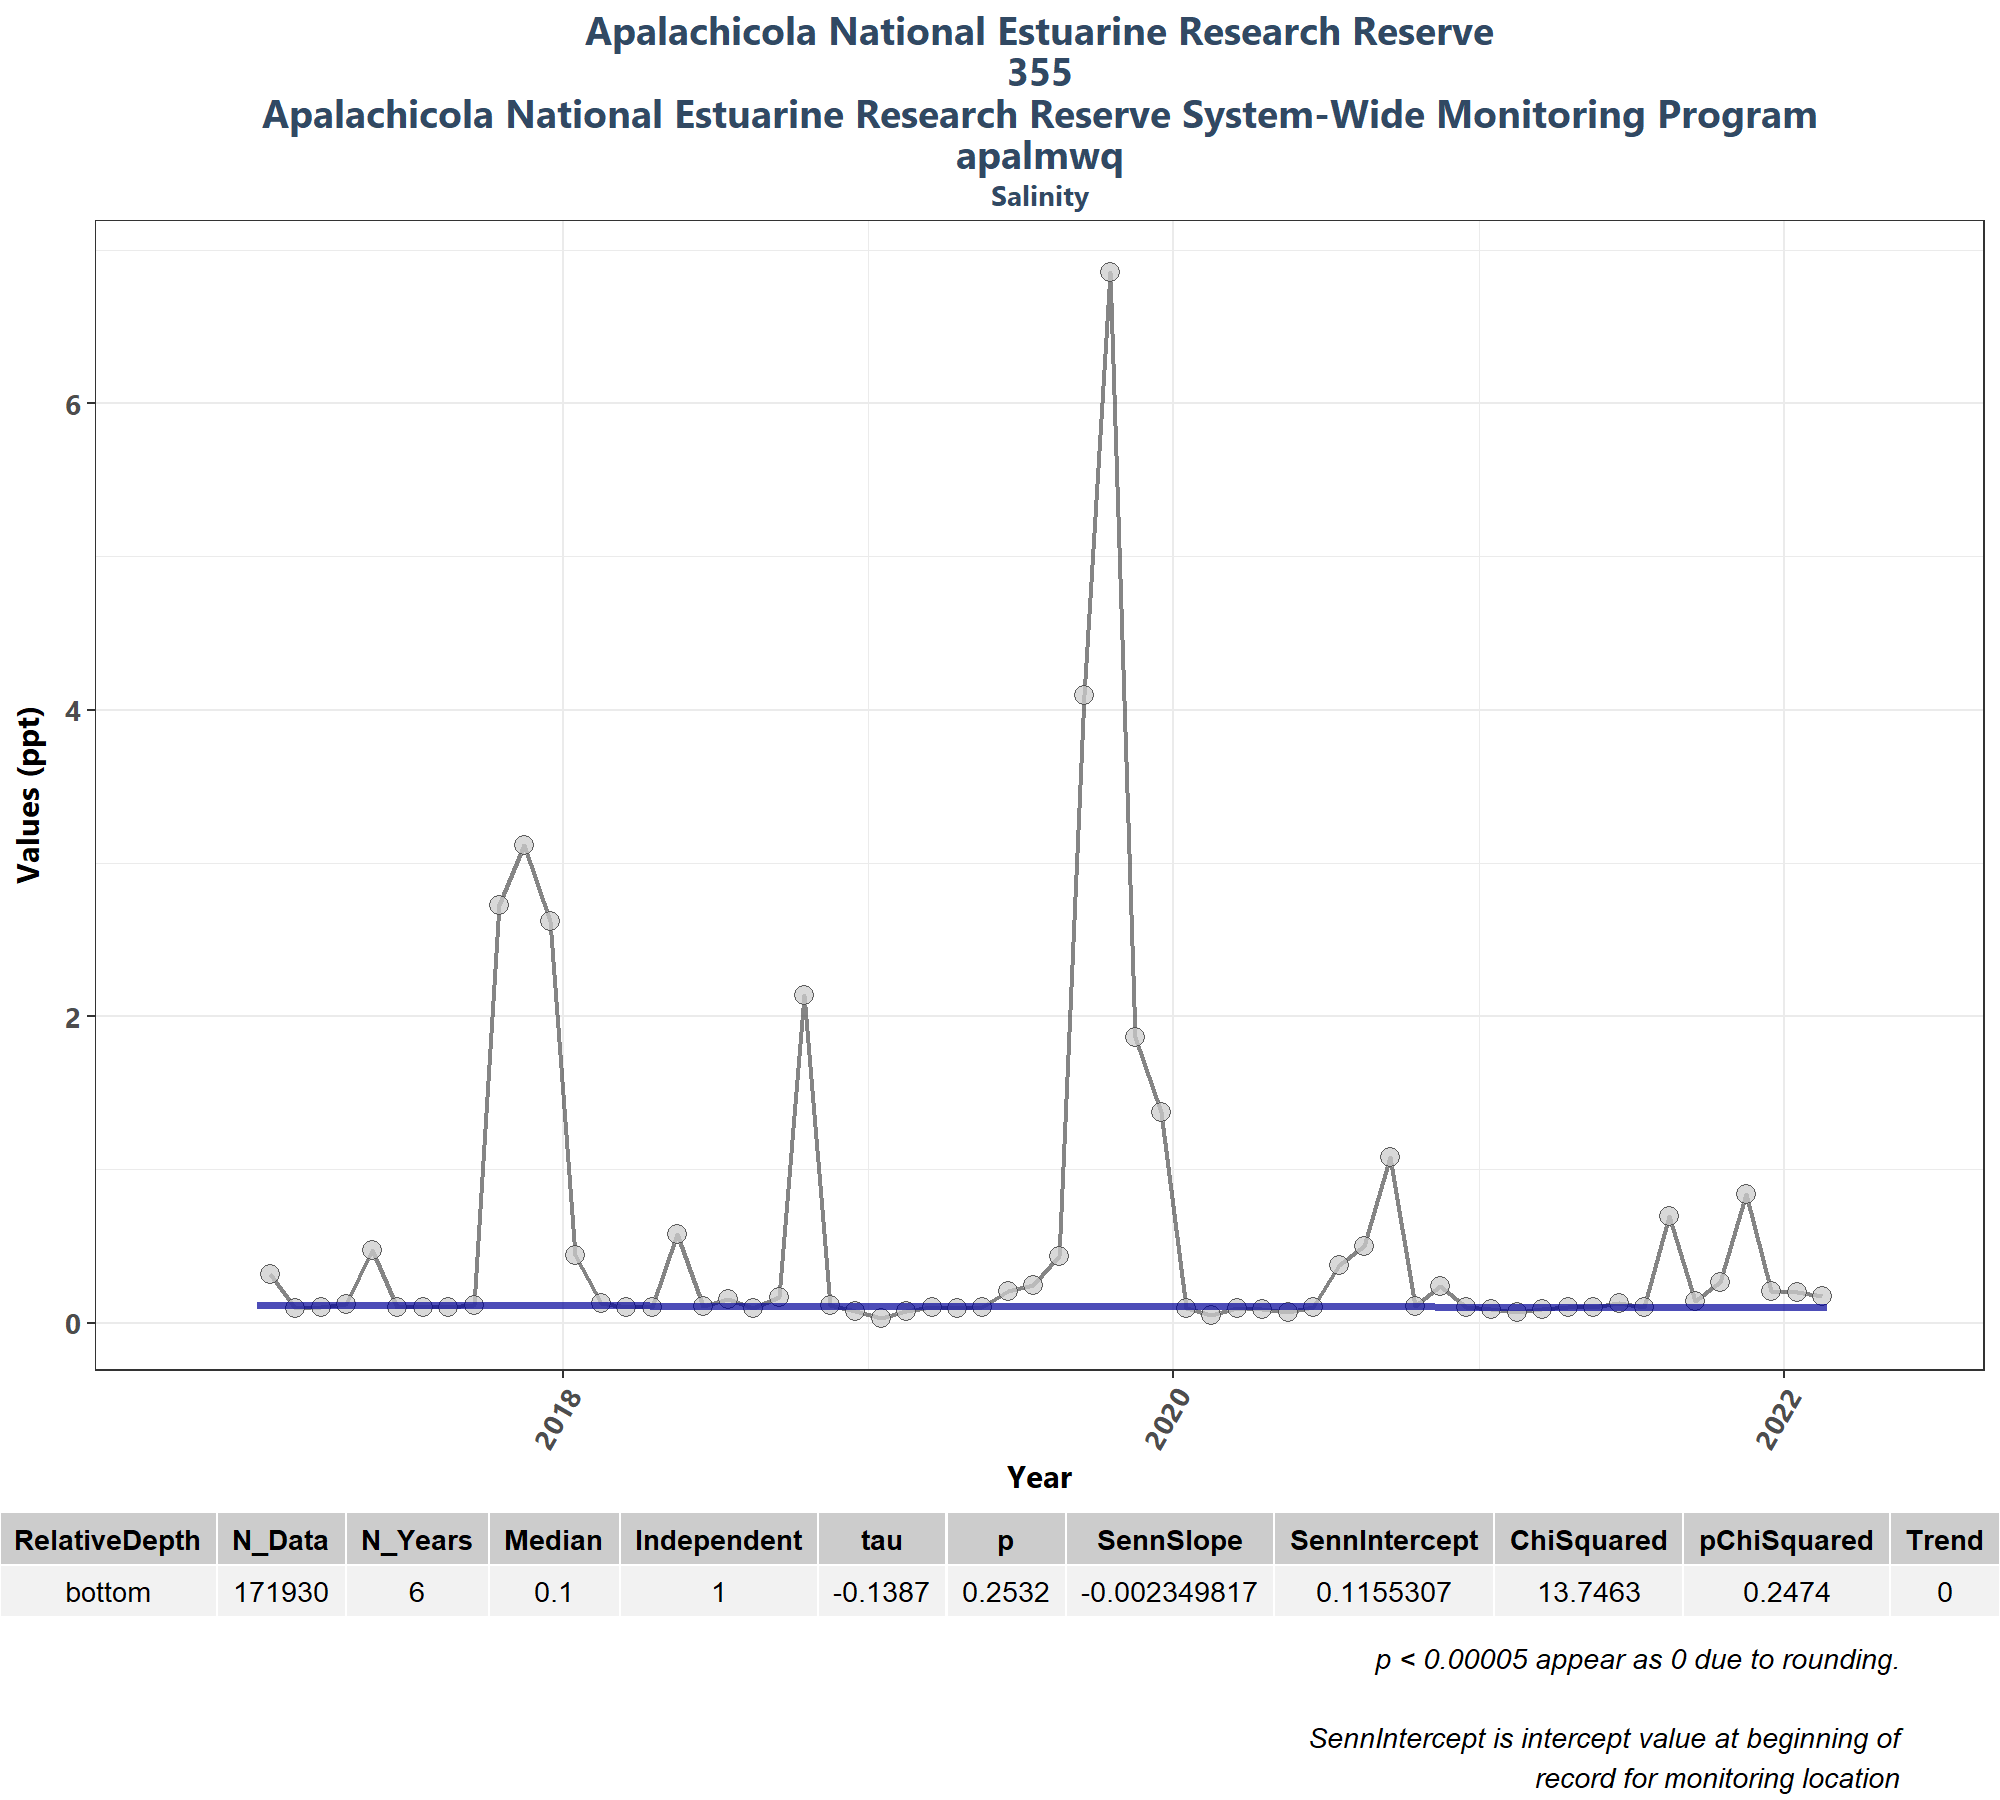 Apalachicola National Estuarine Research Reserve
355
Apalachicola National Estuarine Research Reserve System-Wide Monitoring Program
apalmwq
Salinity
Values (ppt)
6
4
2
0
2018
2020
2022
Year
RelativeDepth N_Data N_Years Median Independent tau p SennSlope SennIntercept ChiSquared pChiSquared Trend
bottom 171930 6 0.1 1 -0.1387 0.2532 -0.002349817 0.1155307 13.7463 0.2474 0
p < 0.00005 appear as 0 due to rounding.
SennIntercept is intercept value at beginning of
record for monitoring location